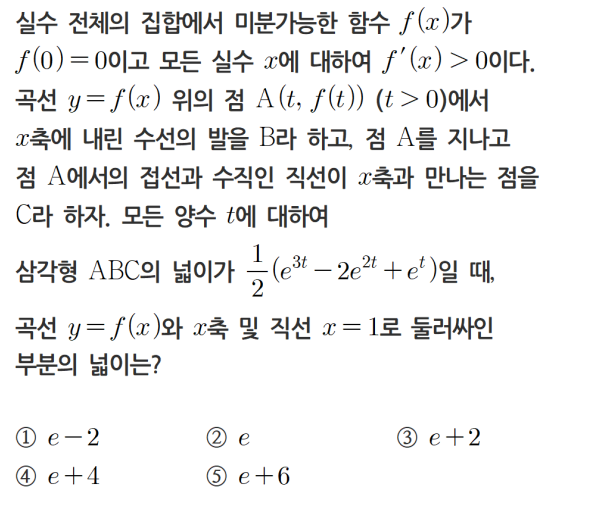 실수 전체의 집합에서 미분가능한 함수 f(x)가
f(0)=0이고 모든 실수 x에 대하여 f′(x)>0이다.
곡선 y=f(x) 위의 점 A(t, f(t)) (t>0)에서
x축에 내린 수선의 발을 B라 하고, 점 A를 지나고
점 A에서의 접선과 수직인 직선이 x축과 만나는 점을
C라 하자. 모든 양수 t에 대하여
삼각형 ABC의 넓이가 \frac{1}{2}(e^{3t}-2e^{2t}+e^{t})일 때,
곡선 y=f(x)와 x축 및 직선 x=1로 둘러싸인
부분의 넓이는?
① e-2 ② e ③ e+2
④ e+4 ⑤ e+6